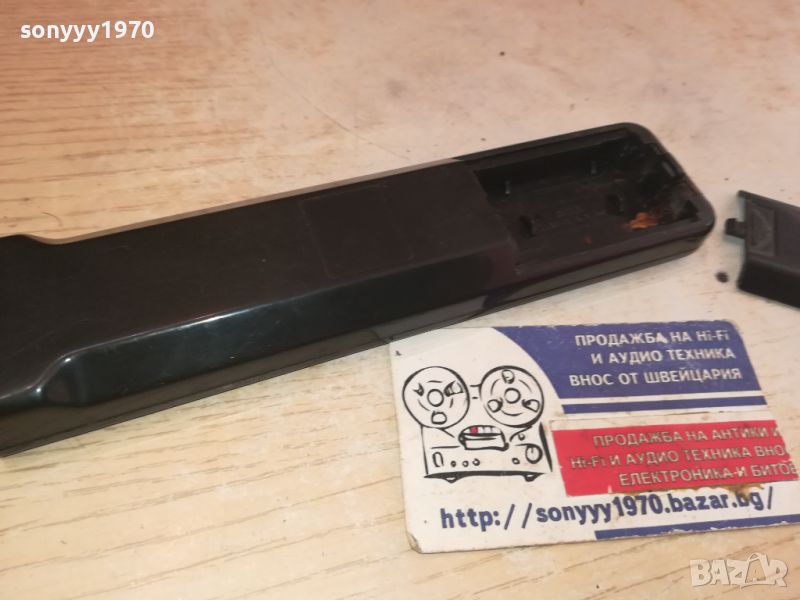 sonyyy1970
ПРОДАЖБА НА Hi-Fi
И АУДИО ТЕХНИКА
ВНОС ОТ ШВЕЙЦАРИЯ
ПРОДАЖБА НА АНТИКИ И
Hi-Fi И АУДИО ТЕХНИКА ВНО
ЕЛЕКТРОНИКА И БИТОВ
http://sonyyy1970.bazar.bg/
BAZAR